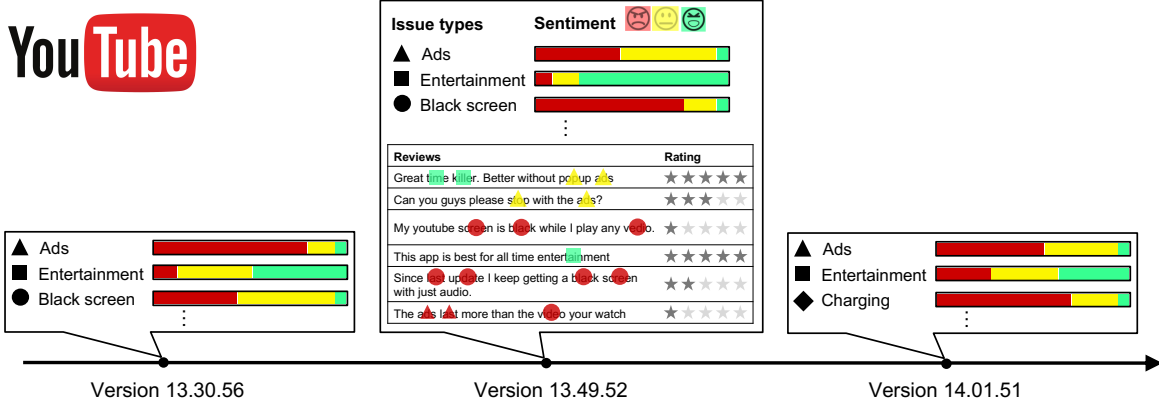 YouTube
Issue types Sentiment
Ads
Entertainment
Black screen
Reviews Rating
Great time killer. Better without popup ads
Can you guys please stop with the ads?
My youtube screen is black while I play any vedio.
This app is best for all time entertainment
Since last update I keep getting a black screen
with just audio.
The ads last more than the video your watch
Ads
Entertainment
Black screen
Ads
Entertainment
Charging
Version 13.30.56
Version 13.49.52
Version 14.01.51